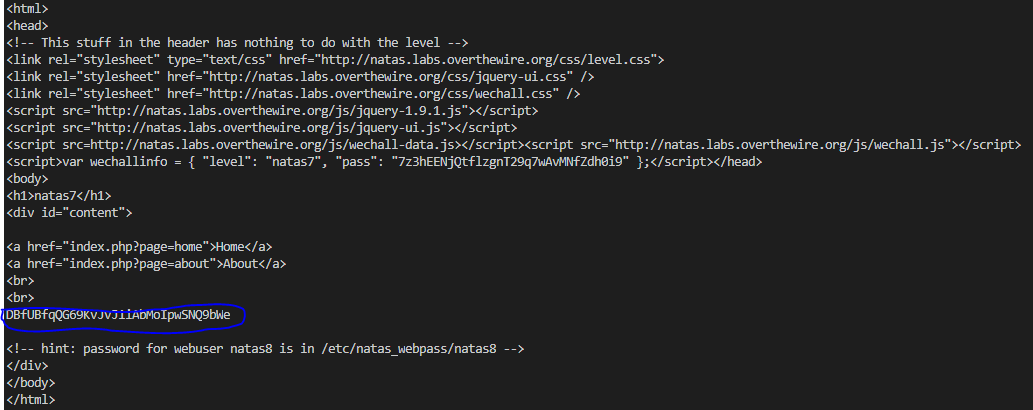 <html>
<head>
<!-- This stuff in the header has nothing to do with the level -->
<link rel="stylesheet" type="text/css" href="http://natas.labs.overthewire.org/css/level.css">
<link rel="stylesheet" href="http://natas.labs.overthewire.org/css/jquery-ui.css" />
<link rel="stylesheet" href="http://natas.labs.overthewire.org/css/wechall.css" />
<script src="http://natas.labs.overthewire.org/js/jquery-1.9.1.js"></script>
<script src="http://natas.labs.overthewire.org/js/jquery-ui.js"></script>
<script src=http://natas.labs.overthewire.org/js/wechall-data.js></script><script src="http://natas.labs.overthewire.org/js/wechall.js"></script>
<script>var wechallinfo = { "level": "natas7", "pass": "7z3hEENjQtflzgnT29q7wAvMNfZdh0i9" };</script></head>
<body>
<h1>natas7</h1>
<div id="content">
<a href="index.php?page=home">Home</a>
<a href="index.php?page=about">About</a>
<br>
<br>
DBfUBfqQG69KvJvJ1iAbMoIpwSNQ9bWe
<!-- hint: password for webuser natas8 is in /etc/natas_webpass/natas8 -->
</div>
</body>
</html>